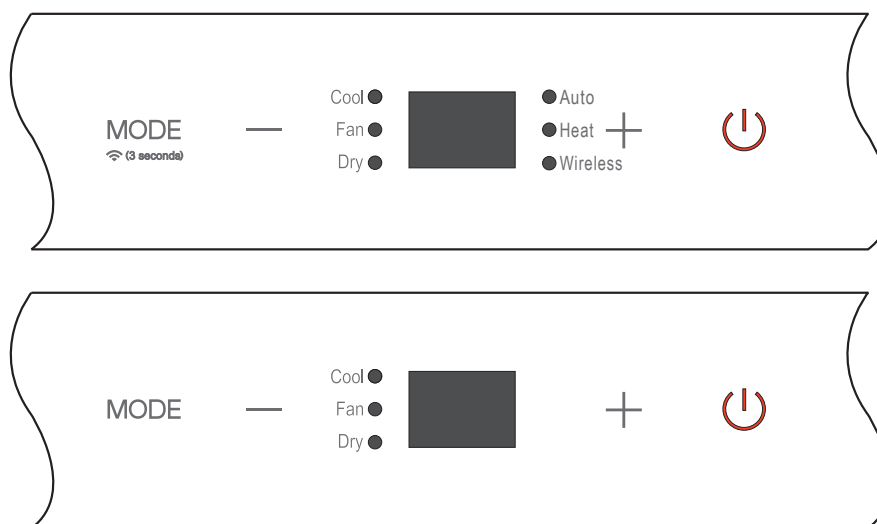 Cool
Auto
MODE
Fan
Heat
(3 seconds)
Dry
Wireless
Cool
MODE
Fan
Dry